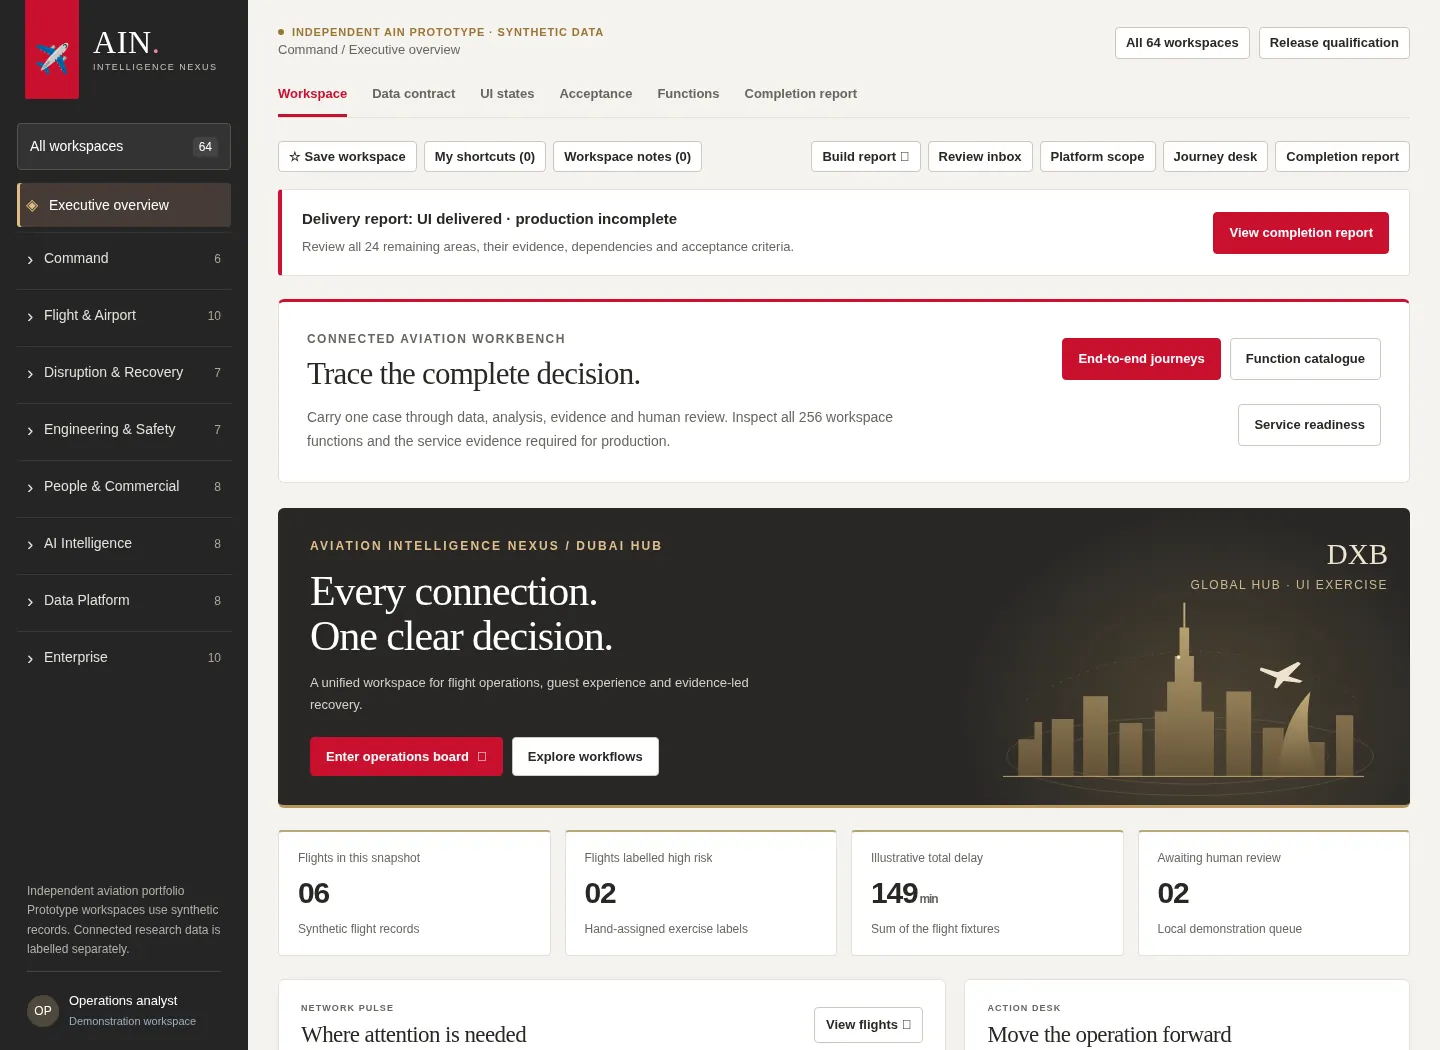 AIN.
INTELLIGENCE NEXUS
All workspaces 64
Executive overview
Command 6
Flight & Airport 10
Disruption & Recovery 7
Engineering & Safety 7
People & Commercial 8
AI Intelligence 8
Data Platform 8
Enterprise 10
Independent aviation portfolio
Prototype workspaces use synthetic
records. Connected research data is
labelled separately.
OP
Operations analyst
Demonstration workspace
INDEPENDENT AIN PROTOTYPE · SYNTHETIC DATA
Command / Executive overview
All 64 workspaces
Release qualification
Workspace Data contract UI states Acceptance Functions Completion report
☆ Save workspace My shortcuts (0) Workspace notes (0) Build report Review inbox Platform scope Journey desk Completion report
Delivery report: UI delivered · production incomplete
Review all 24 remaining areas, their evidence, dependencies and acceptance criteria.
View completion report
CONNECTED AVIATION WORKBENCH
Trace the complete decision.
Carry one case through data, analysis, evidence and human review. Inspect all 256 workspace
functions and the service evidence required for production.
End-to-end journeys
Function catalogue
Service readiness
AVIATION INTELLIGENCE NEXUS / DUBAI HUB
Every connection.
One clear decision.
A unified workspace for flight operations, guest experience and evidence-led
recovery.
Enter operations board
Explore workflows
DXB
GLOBAL HUB · UI EXERCISE
Flights in this snapshot
06
Synthetic flight records
Flights labelled high risk
02
Hand-assigned exercise labels
Illustrative total delay
149 min
Sum of the flight fixtures
Awaiting human review
02
Local demonstration queue
NETWORK PULSE
Where attention is needed
View flights
ACTION DESK
Move the operation forward